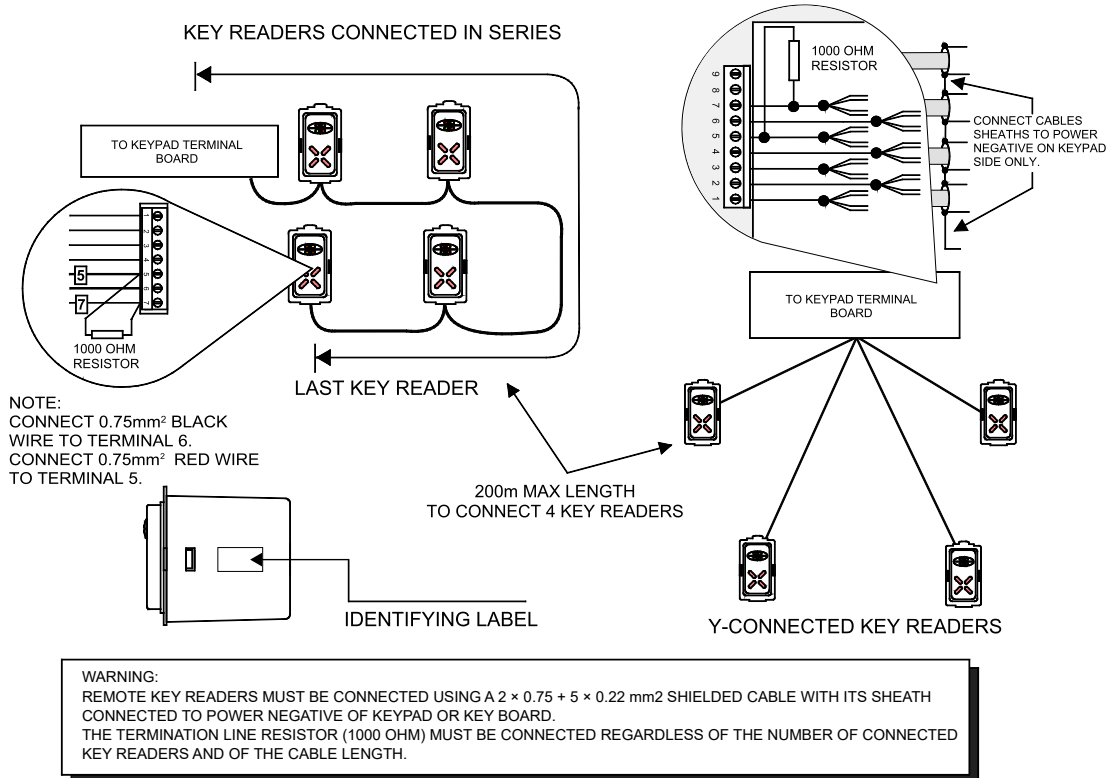 KEY READERS CONNECTED IN SERIES
TO KEYPAD TERMINAL
BOARD
1
2
3
4
5
6
7
5
7
1000 OHM
RESISTOR
LAST KEY READER
NOTE:
CONNECT 0.75mm² BLACK
WIRE TO TERMINAL 6.
CONNECT 0.75mm² RED WIRE
TO TERMINAL 5.
200m MAX LENGTH
TO CONNECT 4 KEY READERS
IDENTIFYING LABEL
1000 OHM
RESISTOR
9
8
7
6
5
4
3
2
1
CONNECT CABLES
SHEATHS TO POWER
NEGATIVE ON KEYPAD
SIDE ONLY.
TO KEYPAD TERMINAL
BOARD
Y-CONNECTED KEY READERS
WARNING:
REMOTE KEY READERS MUST BE CONNECTED USING A 2 × 0.75 + 5 × 0.22 mm2 SHIELDED CABLE WITH ITS SHEATH
CONNECTED TO POWER NEGATIVE OF KEYPAD OR KEY BOARD.
THE TERMINATION LINE RESISTOR (1000 OHM) MUST BE CONNECTED REGARDLESS OF THE NUMBER OF CONNECTED
KEY READERS AND OF THE CABLE LENGTH.